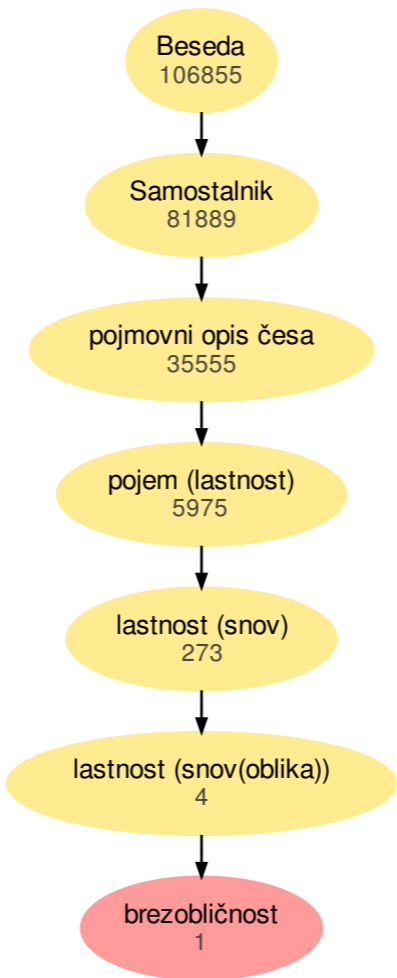 Beseda
106855
Samostalnik
81889
pojmovni opis česa
35555
pojem (lastnost)
5975
lastnost (snov)
273
lastnost (snov(oblika))
4
brezobličnost
1